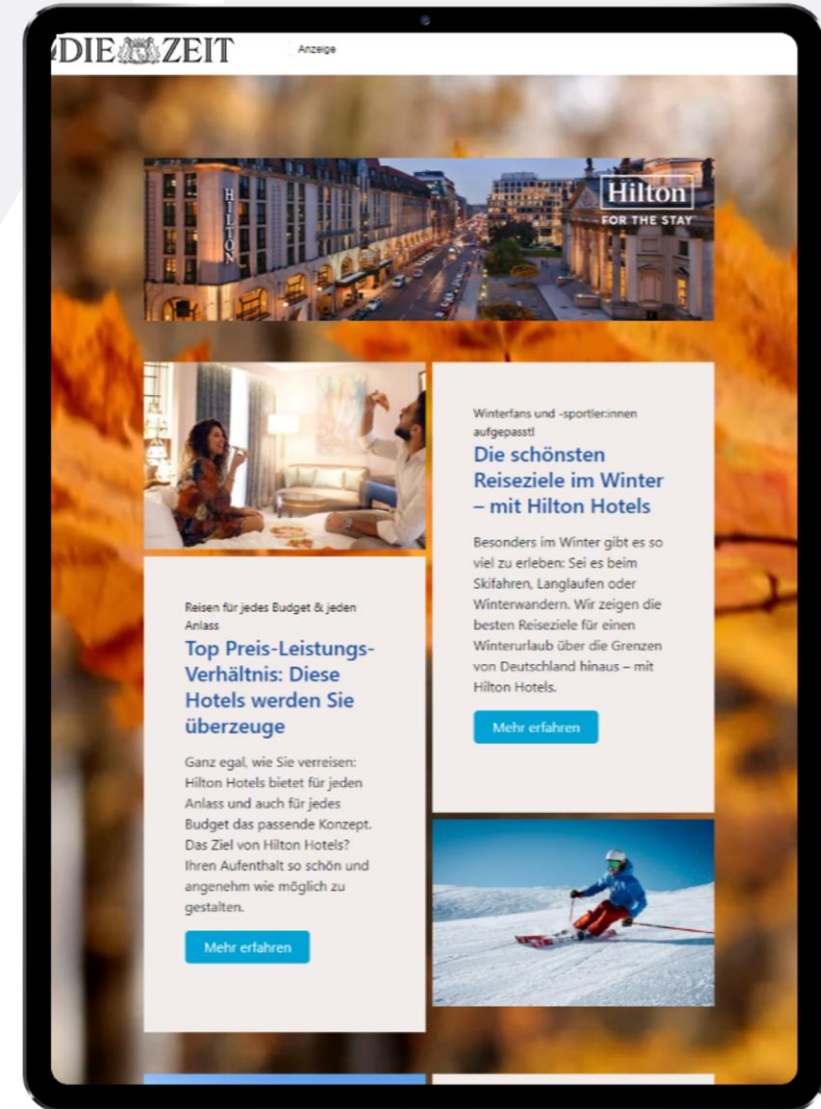 DIE ZEIT
Anzeige
HILTON
Hilton
FOR THE STAY
Reisen für jedes Budget & jeden
Anlass
Top Preis-Leistungs-
Verhältnis: Diese
Hotels werden Sie
überzeuge
Ganz egal, wie Sie verreisen:
Hilton Hotels bietet für jeden
Anlass und auch für jedes
Budget das passende Konzept.
Das Ziel von Hilton Hotels?
Ihren Aufenthalt so schön und
angenehm wie möglich zu
gestalten.
Mehr erfahren
Winterfans und -sportler:innen
aufgepasst!
Die schönsten
Reiseziele im Winter
– mit Hilton Hotels
Besonders im Winter gibt es so
viel zu erleben: Sei es beim
Skifahren, Langlaufen oder
Winterwandern. Wir zeigen die
besten Reiseziele für einen
Winterurlaub über die Grenzen
von Deutschland hinaus – mit
Hilton Hotels.
Mehr erfahren